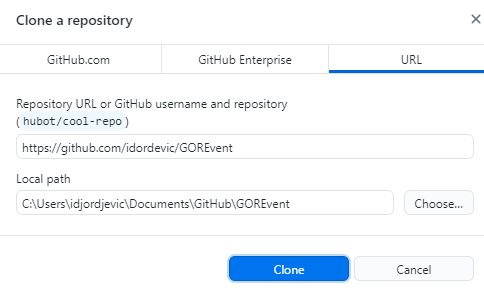 Clone a repository
GitHub.com
GitHub Enterprise
URL
Repository URL or GitHub username and repository
(hubot/cool-repo)
https://github.com/idordevic/GOREvent
Local path
C:\Users\idjordjevic\Documents\GitHub\GOREvent
Choose...
Clone
Cancel